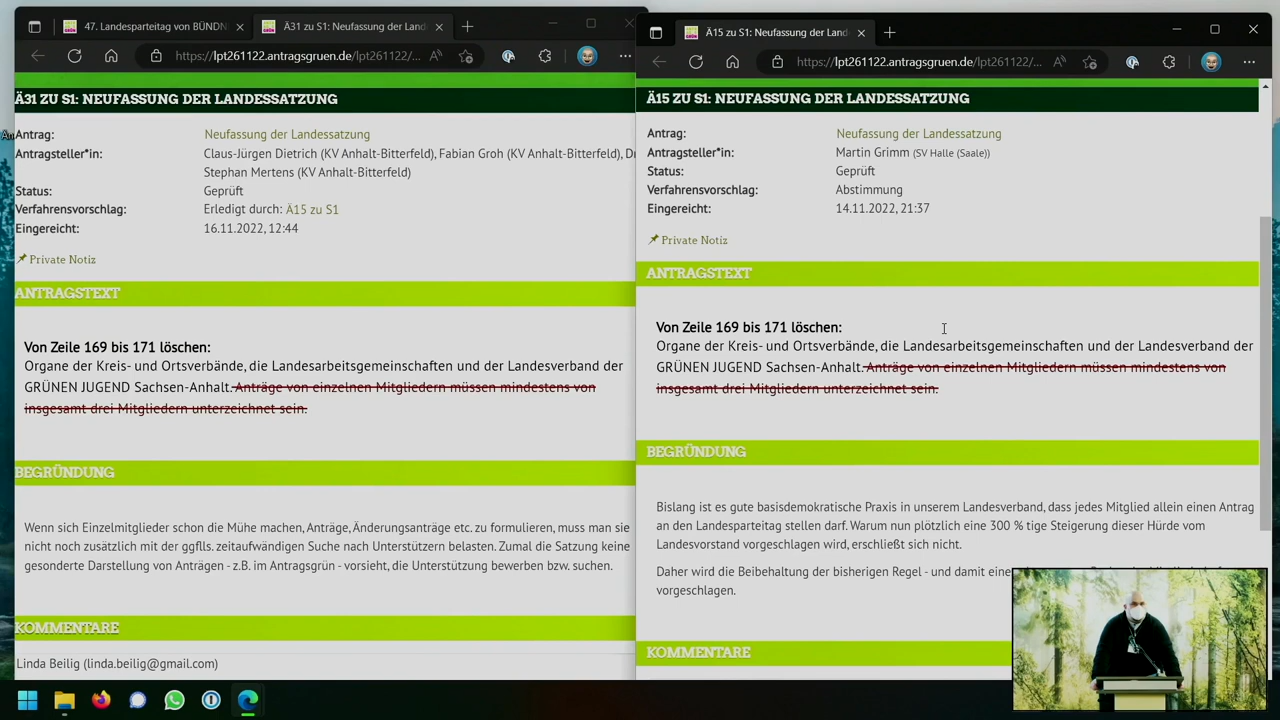 47. Landesparteitag von BÜNDN
Ä31 zu S1: Neufassung der Land
https://lpt261122.antragsgruen.de/lpt261122/...
Ä31 ZU S1: NEUFASSUNG DER LANDESSATZUNG
Antrag:
Neufassung der Landessatzung
Antragsteller*in:
Claus-Jürgen Dietrich (KV Anhalt-Bitterfeld), Fabian Groh (KV Anhalt-Bitterfeld), Dr
Stephan Mertens (KV Anhalt-Bitterfeld)
Status:
Geprüft
Verfahrensvorschlag:
Erledigt durch: Ä15 zu S1
Eingereicht:
16.11.2022, 12:44
Private Notiz
ANTRAGSTEXT
Von Zeile 169 bis 171 löschen:
Organe der Kreis- und Ortsverbände, die Landesarbeitsgemeinschaften und der Landesverband der
GRÜNEN JUGEND Sachsen-Anhalt. Anträge von einzelnen Mitgliedern müssen mindestens von
insgesamt drei Mitgliedern unterzeichnet sein.
BEGRÜNDUNG
Wenn sich Einzelmitglieder schon die Mühe machen, Anträge, Änderungsanträge etc. zu formulieren, muss man sie
nicht noch zusätzlich mit der ggflls. zeitaufwändigen Suche nach Unterstützern belasten. Zumal die Satzung keine
gesonderte Darstellung von Anträgen - z.B. im Antragsgrün - vorsieht, die Unterstützung bewerben bzw. suchen.
KOMMENTARE
Linda Beilig (linda.beilig@gmail.com)
Ä15 zu S1: Neufassung der Land
https://lpt261122.antragsgruen.de/lpt261122/...
Ä15 ZU S1: NEUFASSUNG DER LANDESSATZUNG
Antrag:
Neufassung der Landessatzung
Antragsteller*in:
Martin Grimm (SV Halle (Saale))
Status:
Geprüft
Verfahrensvorschlag:
Abstimmung
Eingereicht:
14.11.2022, 21:37
Private Notiz
ANTRAGSTEXT
Von Zeile 169 bis 171 löschen:
Organe der Kreis- und Ortsverbände, die Landesarbeitsgemeinschaften und der Landesverband der
GRÜNEN JUGEND Sachsen-Anhalt. Anträge von einzelnen Mitgliedern müssen mindestens von
insgesamt drei Mitgliedern unterzeichnet sein.
BEGRÜNDUNG
Bislang ist es gute basisdemokratische Praxis in unserem Landesverband, dass jedes Mitglied allein einen Antrag
an den Landesparteitag stellen darf. Warum nun plötzlich eine 300 % tige Steigerung dieser Hürde vom
Landesvorstand vorgeschlagen wird, erschließt sich nicht.
Daher wird die Beibehaltung der bisherigen Regel - und damit eine
vorgeschlagen.
KOMMENTARE